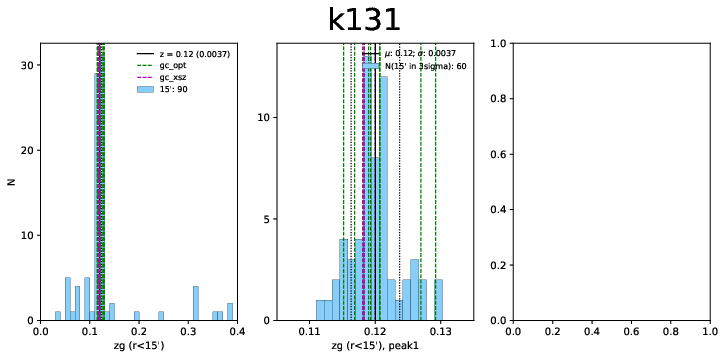 k131
N
30
20
10
0
0.0 0.1 0.2 0.3 0.4
zg (r<15')
z = 0.12 (0.0037)
gc_opt
gc_xsz
15': 90
10
5
0
0.11 0.12 0.13
zg (r<15'), peak1
μ: 0.12; σ: 0.0037
N(15' in 3sigma): 60
1.0
0.8
0.6
0.4
0.2
0.0
0.0 0.2 0.4 0.6 0.8 1.0